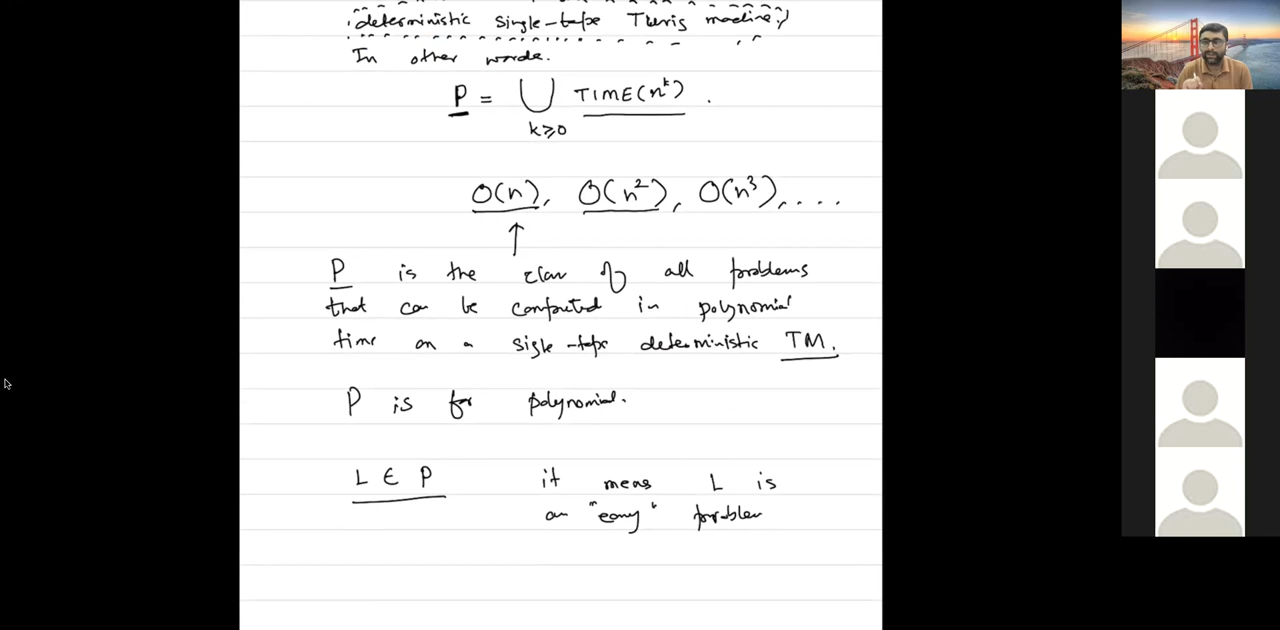 deterministic single-tape Turing machine.
In other words.
P = ⋃ TIME(n^k) .
k≥0
O(n), O(n²), O(n³), ....
↑
P is the class of all problems
that can be computed in polynomial
time on a single-tape deterministic TM.
P is for polynomial.
L ∈ P it means L is
an "easy" problem